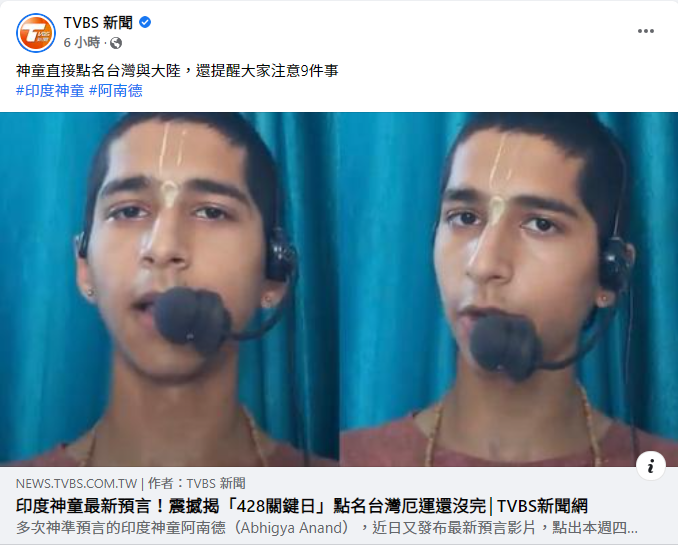 TVBS 新聞
6 小時 ·
神童直接點名台灣與大陸，還提醒大家注意9件事
#印度神童 #阿南德
NEWS.TVBS.COM.TW | 作者：TVBS 新聞
印度神童最新預言！震撼揭「428關鍵日」點名台灣厄運還沒完│TVBS新聞網
多次神準預言的印度神童阿南德（Abhigya Anand），近日又發布最新預言影片，點出本週四...